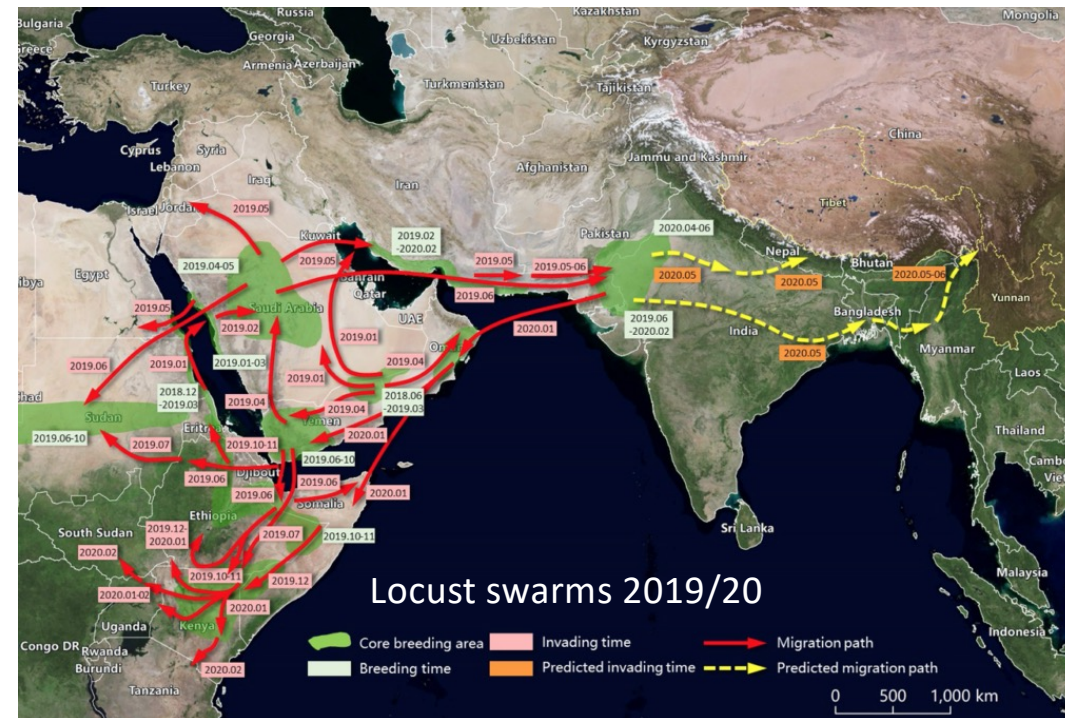 Bulgaria
Russia
Kazakhstan
Mongolia
Greece
Georgia
Uzbekistan
Kyrgyzstan
Armenia
Azerbaijan
Turkey
Turkmenistan
Tajikistan
China
Cyprus
Syria
Lebanon
Iraq
Iran
Afghanistan
Jammu and Kashmir
Israel
Jordan
2019.05
Tibet
Kuwait
2019.02
-2020.02
Pakistan
2020.04-06
Egypt
2019.04-05
2019.05
2019.05
2019.05-06
2020.05
Nepal
2020.05
Bhutan
2020.05-06
Bahrain
Qatar
2019.06
Yunnan
2019.05
Saudi Arabia
UAE
2019.02
2019.06
-2020.02
India
Bangladesh
2020.01
2019.01
Oman
2020.05
Myanmar
2019.06
2019.01
2019.01-03
2019.04
Laos
2019.01
2018.12
-2019.03
2019.04
2018.06
-2019.03
Chad
Sudan
2019.04
Yemen
2019.06-10
Eritrea
2019.07
2019.10-11
2020.01
Thailand
2019.06-10
2019.06
Djibout
2019.06
2019.06
2020.01
Somalia
Ethiopia
South Sudan
2019.12-
2020.01
2019.07
2019.10-11
Sri Lanka
2020.02
2019.10-11
2019.12
Malaysia
2020.01-02
2020.01
Locust swarms 2019/20
Uganda
Kenya
Indonesia
Congo DR
Rwanda
Burundi
2020.02
Tanzania
Core breeding area
Invading time
Migration path
Breeding time
Predicted invading time
Predicted migration path
0 500 1,000 km